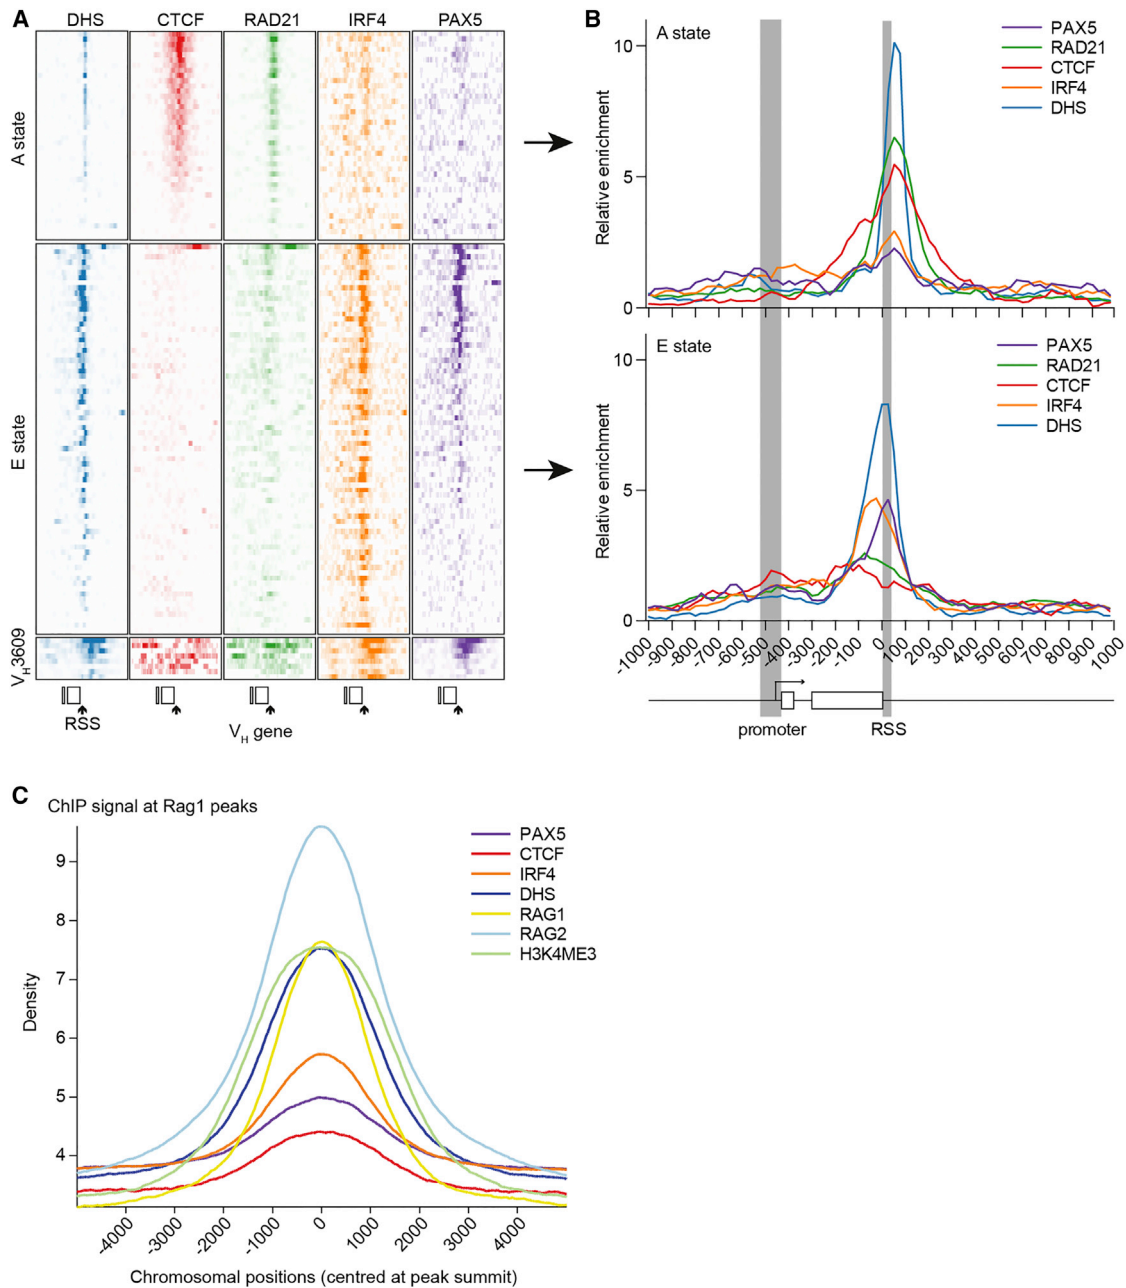 A
DHS CTCF RAD21 IRF4 PAX5
A state
E state
VH3609
RSS
VH gene
B
A state
PAX5
RAD21
CTCF
IRF4
DHS
Relative enrichment
10
5
0
E state
PAX5
RAD21
CTCF
IRF4
DHS
Relative enrichment
10
5
0
-1000 -900 -800 -700 -600 -500 -400 -300 -200 -100 0 100 200 300 400 500 600 700 800 900 1000
promoter RSS
C
ChIP signal at Rag1 peaks
PAX5
CTCF
IRF4
DHS
RAG1
RAG2
H3K4ME3
Density
9
8
7
6
5
4
-4000 -3000 -2000 -1000 0 1000 2000 3000 4000
Chromosomal positions (centred at peak summit)